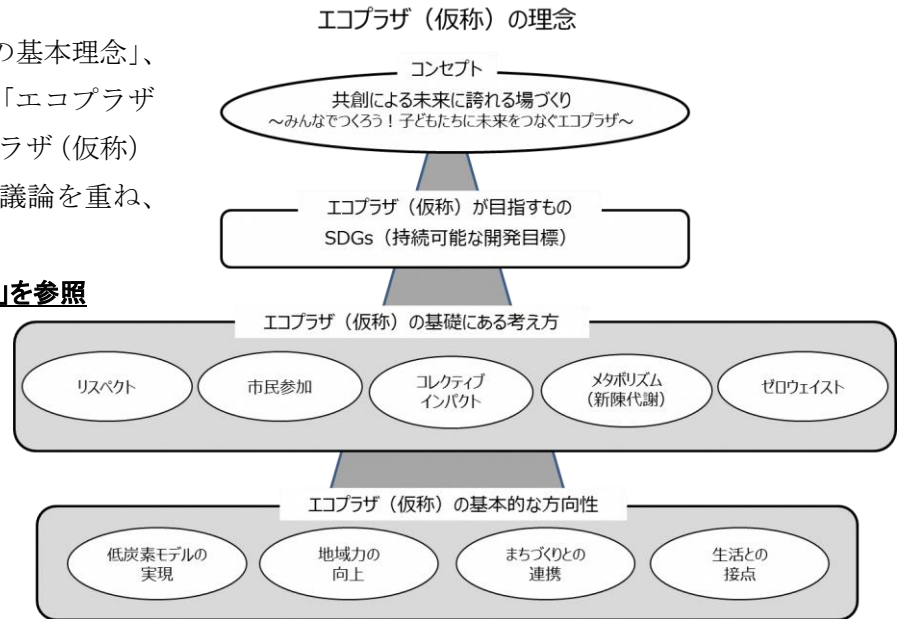 エコプラザ（仮称）の理念
の基本理念」、
「エコプラザ
ラザ（仮称）
議論を重ね、
」を参照
コンセプト
共創による未来に誇れる場づくり
～みんなでつくろう！子どもたちに未来をつなぐエコプラザ～
エコプラザ（仮称）が目指すもの
SDGs（持続可能な開発目標）
エコプラザ（仮称）の基礎にある考え方
リスペクト
市民参加
コレクティブ
インパクト
メタボリズム
（新陳代謝）
ゼロウェイスト
エコプラザ（仮称）の基本的な方向性
低炭素モデルの
実現
地域力の
向上
まちづくりとの
連携
生活との
接点